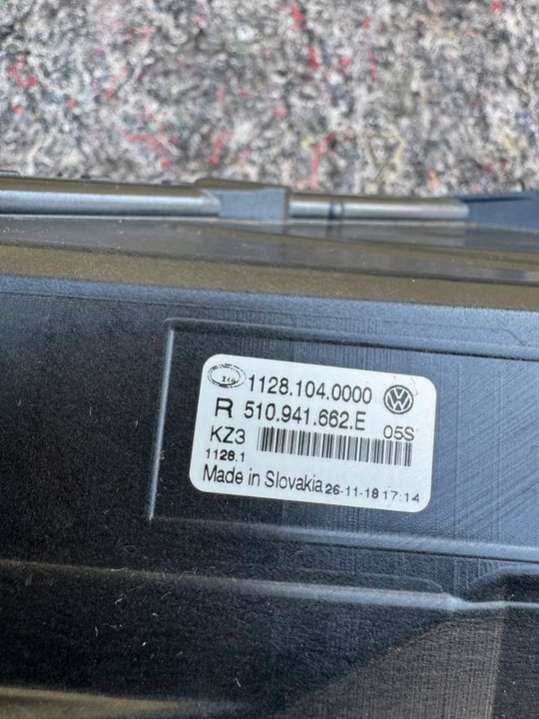 1128.104.0000
R 510.941.662.E
KZ3 05S
1128.1
Made in Slovakia 26-11-18 17:14